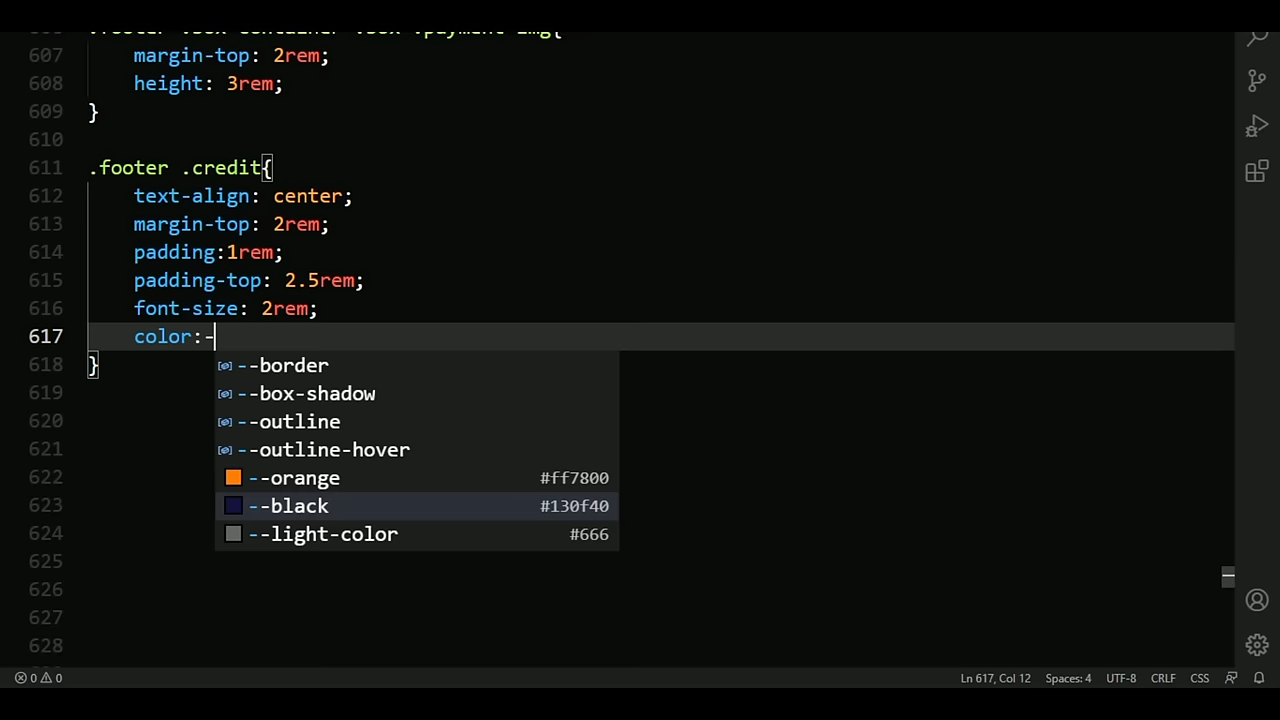 607 margin-top: 2rem;
608 height: 3rem;
609 }
610
611 .footer .credit{
612 text-align: center;
613 margin-top: 2rem;
614 padding:1rem;
615 padding-top: 2.5rem;
616 font-size: 2rem;
617 color:-
618 }
--border
619 --box-shadow
620 --outline
621 --outline-hover
622 --orange #ff7800
623 --black #130f40
624 --light-color #666
625
626
627
628
0 0 Ln 617, Col 12 Spaces: 4 UTF-8 CRLF CSS